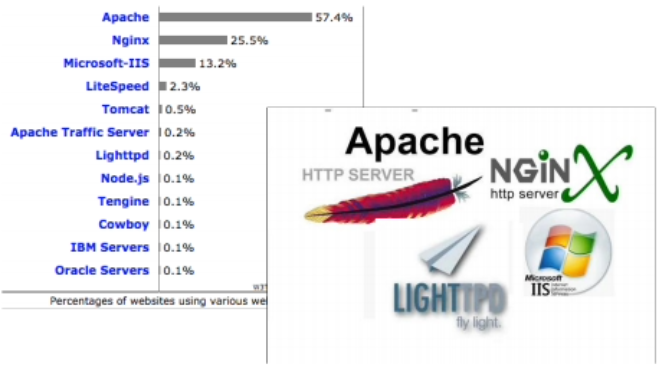 Apache 57.4%
Nginx 25.5%
Microsoft-IIS 13.2%
LiteSpeed 2.3%
Tomcat 0.5%
Apache Traffic Server 0.2%
Lighttpd 0.2%
Node.js 0.1%
Tengine 0.1%
Cowboy 0.1%
IBM Servers 0.1%
Oracle Servers 0.1%
Percentages of websites using various
Apache
HTTP SERVER
NGiNX
http server
Microsoft
IIS
LIGHTTPD
fly light.